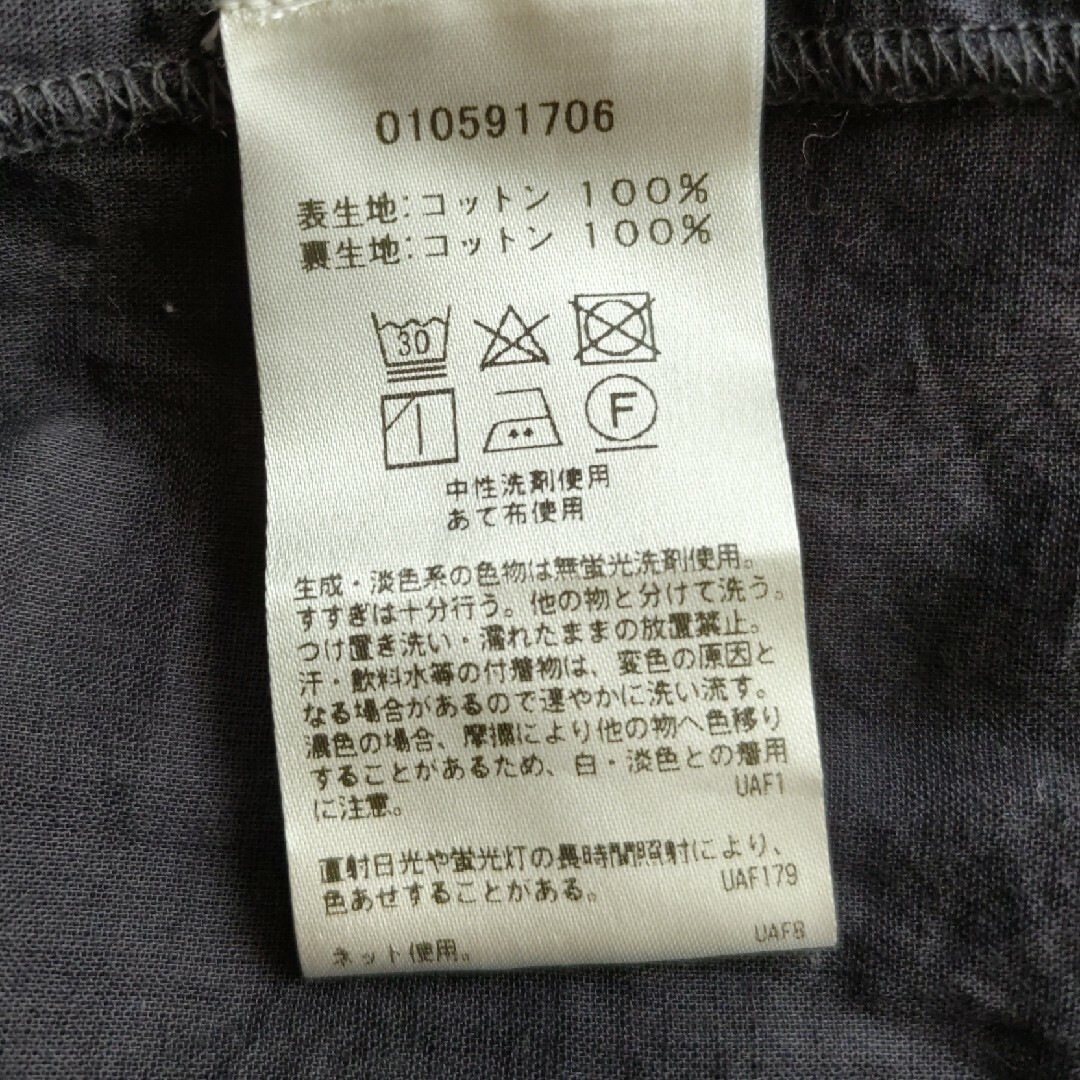 010591706
表生地:コットン 100%
裏生地:コットン 100%
30
F
中性洗剤使用
あて布使用
生成・淡色系の色物は無蛍光洗剤使用。
すすぎは十分行う。他の物と分けて洗う。
つけ置き洗い・濡れたままの放置禁止。
汗・飲料水等の付着物は、変色の原因と
なる場合があるので速やかに洗い流す。
濃色の場合、摩擦により他の物へ色移り
することがあるため、白・淡色との着用
に注意。
UAF1
直射日光や蛍光灯の長時間照射により、
色あせすることがある。
UAF179
ネット使用。
UAF8